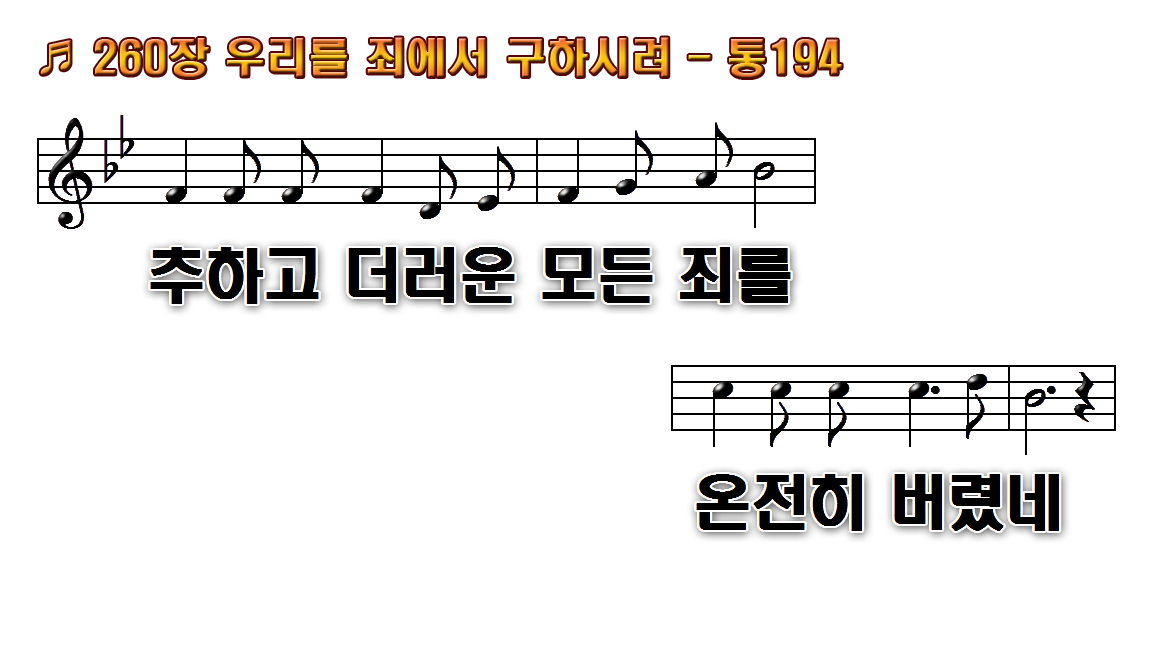 ♬ 260장 우리를 죄에서 구하시려 - 통194
추하고 더러운 모든 죄를
온전히 버렸네